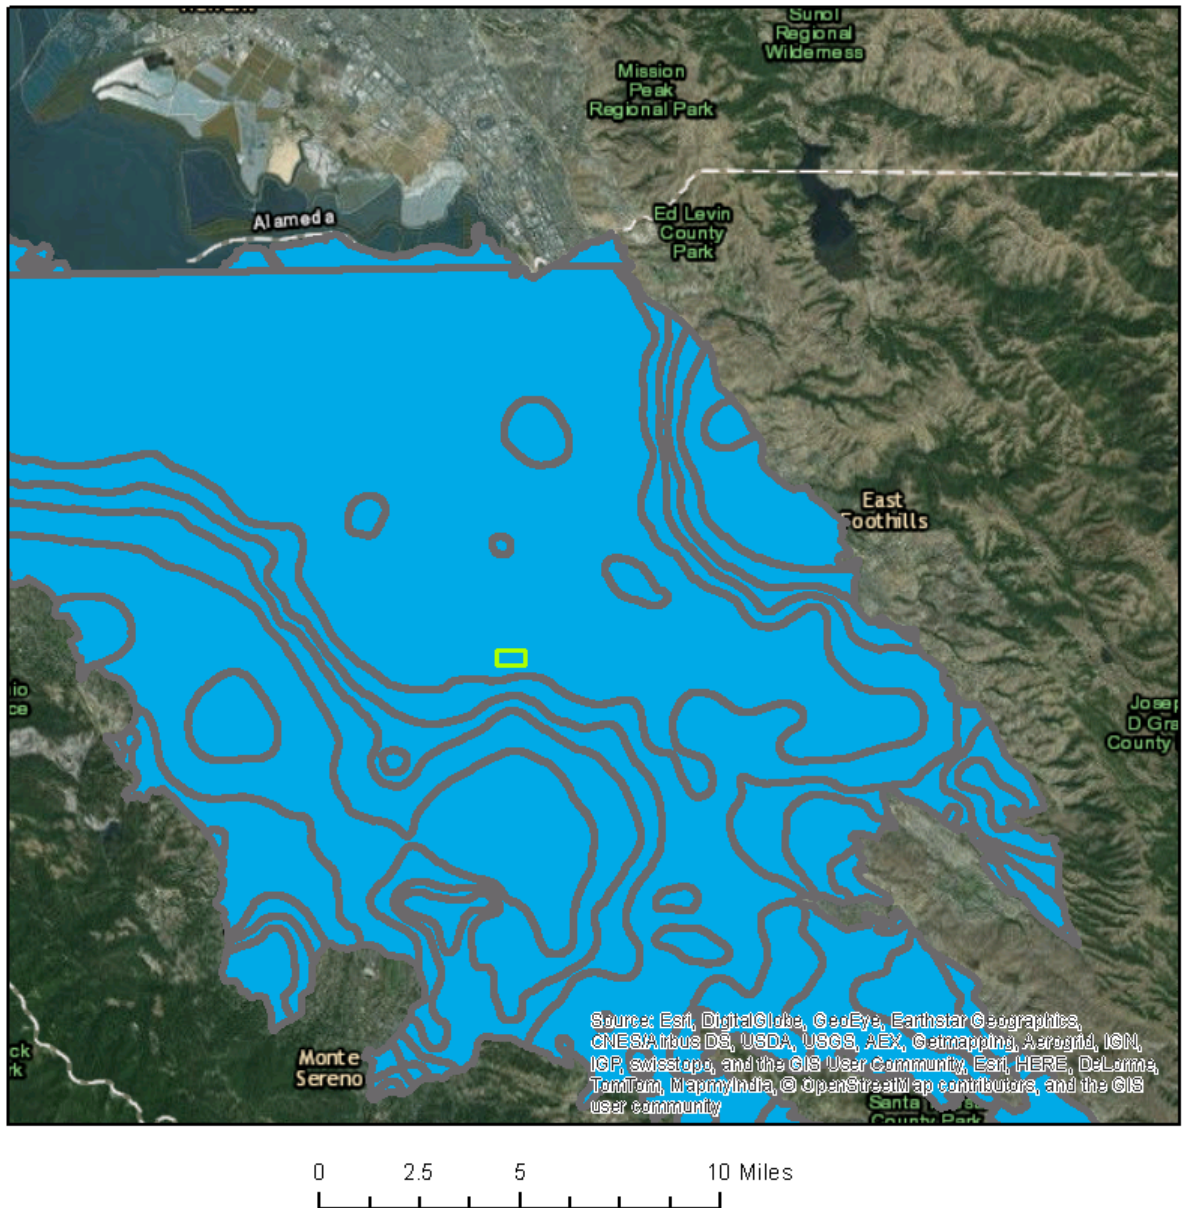 Sunol
Regional
Wilderness
Mission
Peak
Regional Park
Alameda
Ed Levin
County
Park
East
Foothills
Monte
Sereno
Source: Esri, DigitalGlobe, GeoEye, Earthstar Geographics,
CNES/Airbus DS, USDA, USGS, AEX, Getmapping, Aerogrid, IGN,
IGP, swisstopo, and the GIS User Community, Esri, HERE, DeLorme,
TomTom, MapmyIndia, © OpenStreetMap contributors, and the GIS
user community
Santa
County Park
0 2.5 5 10 Miles